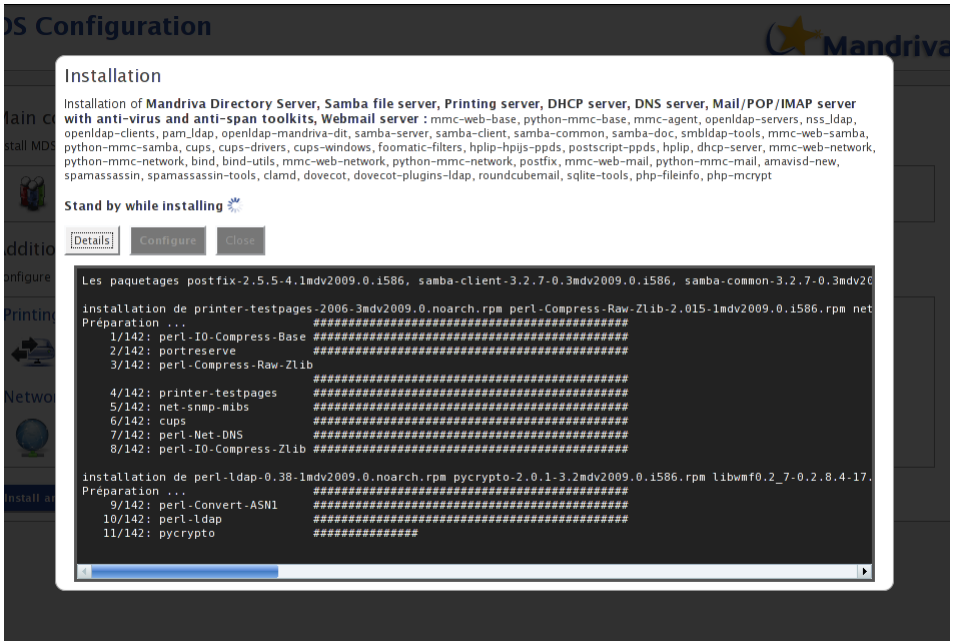 DS Configuration
Mandriva
Installation
Installation of Mandriva Directory Server, Samba file server, Printing server, DHCP server, DNS server, Mail/POP/IMAP server
with anti-virus and anti-span toolkits, Webmail server : mmc-web-base, python-mmc-base, mmc-agent, openldap-servers, nss_ldap,
openldap-clients, pam_ldap, openldap-mandriva-dit, samba-server, samba-client, samba-common, samba-doc, smbldap-tools, mmc-web-samba,
python-mmc-samba, cups, cups-drivers, cups-windows, foomatic-filters, hplip-hpijs-ppds, postscript-ppds, hplip, dhcp-server, mmc-web-network,
python-mmc-network, bind, bind-utils, mmc-web-network, python-mmc-network, postfix, mmc-web-mail, python-mmc-mail, amavisd-new,
spamassassin, spamassassin-tools, clamd, dovecot, dovecot-plugins-ldap, roundcubemail, sqlite-tools, php-fileinfo, php-mcrypt
Stand by while installing
Details Configure Close
Les paquetages postfix-2.5.5-4.1mdv2009.0.i586, samba-client-3.2.7-0.3mdv2009.0.i586, samba-common-3.2.7-0.3mdv20
installation de printer-testpages-2006-3mdv2009.0.noarch.rpm perl-Compress-Raw-Zlib-2.015-1mdv2009.0.i586.rpm net
Préparation ... #############################################
1/142: perl-IO-Compress-Base #############################################
2/142: portreserve #############################################
3/142: perl-Compress-Raw-Zlib
#############################################
4/142: printer-testpages #############################################
5/142: net-snmp-mibs #############################################
6/142: cups #############################################
7/142: perl-Net-DNS #############################################
8/142: perl-IO-Compress-Zlib #############################################
installation de perl-ldap-0.38-1mdv2009.0.noarch.rpm pycrypto-2.0.1-3.2mdv2009.0.i586.rpm libwmf0.2_7-0.2.8.4-17.
Préparation ... #############################################
9/142: perl-Convert-ASN1 #############################################
10/142: perl-ldap #############################################
11/142: pycrypto ###############
Main co
stall MDS
Additio
onfigure
Printing
Networ
Install an